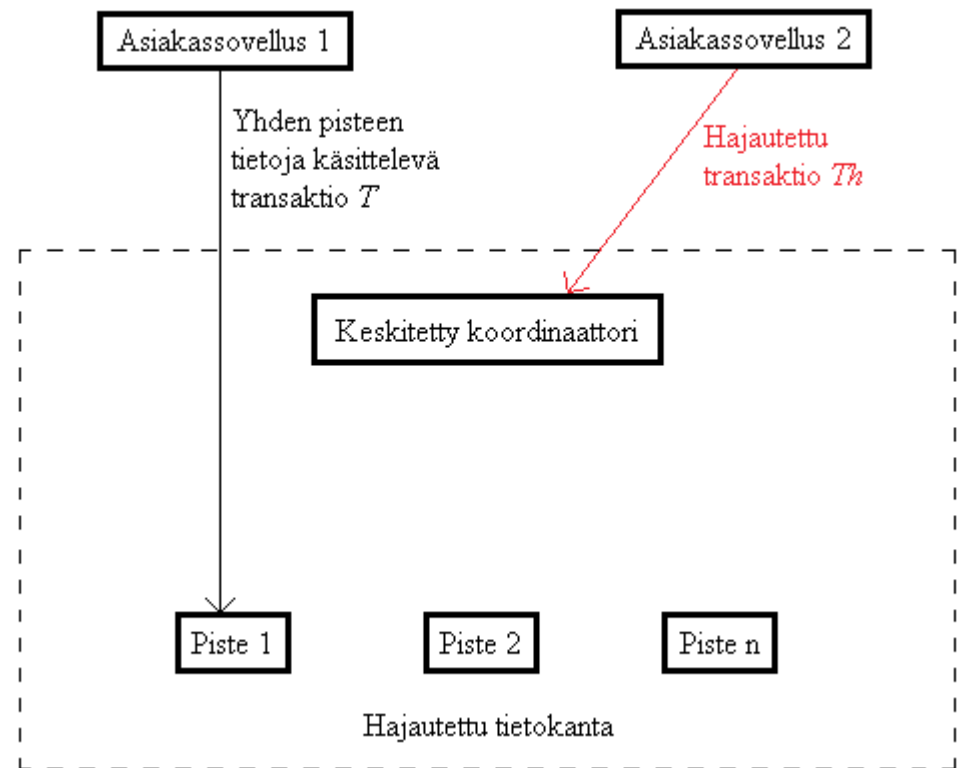 Asiakassovellus 1
Asiakassovellus 2
Yhden pisteen
tietoja käsittelevä
transaktio T
Hajautettu
transaktio Th
Keskitetty koordinaattori
Piste 1
Piste 2
Piste n
Hajautettu tietokanta